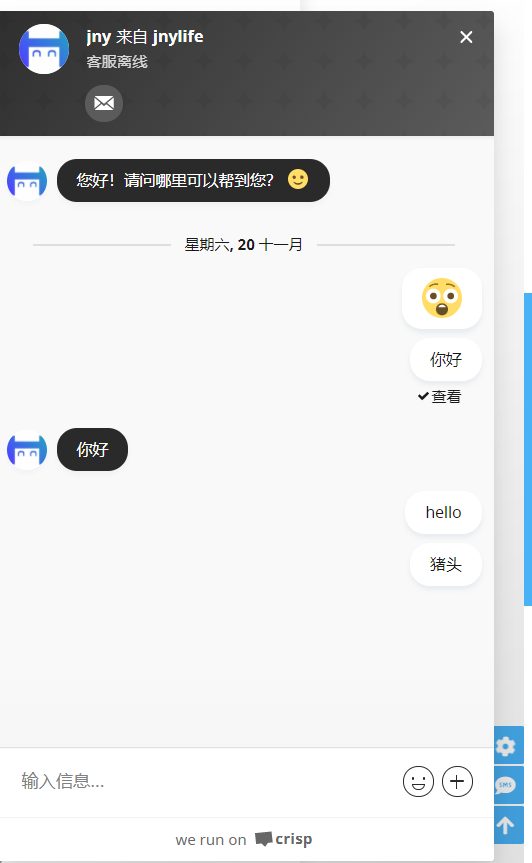 jny 来自 jnylife
客服离线
您好！请问哪里可以帮到您？
星期六, 20 十一月
你好
查看
你好
hello
猪头
输入信息...
SMS
we run on crisp